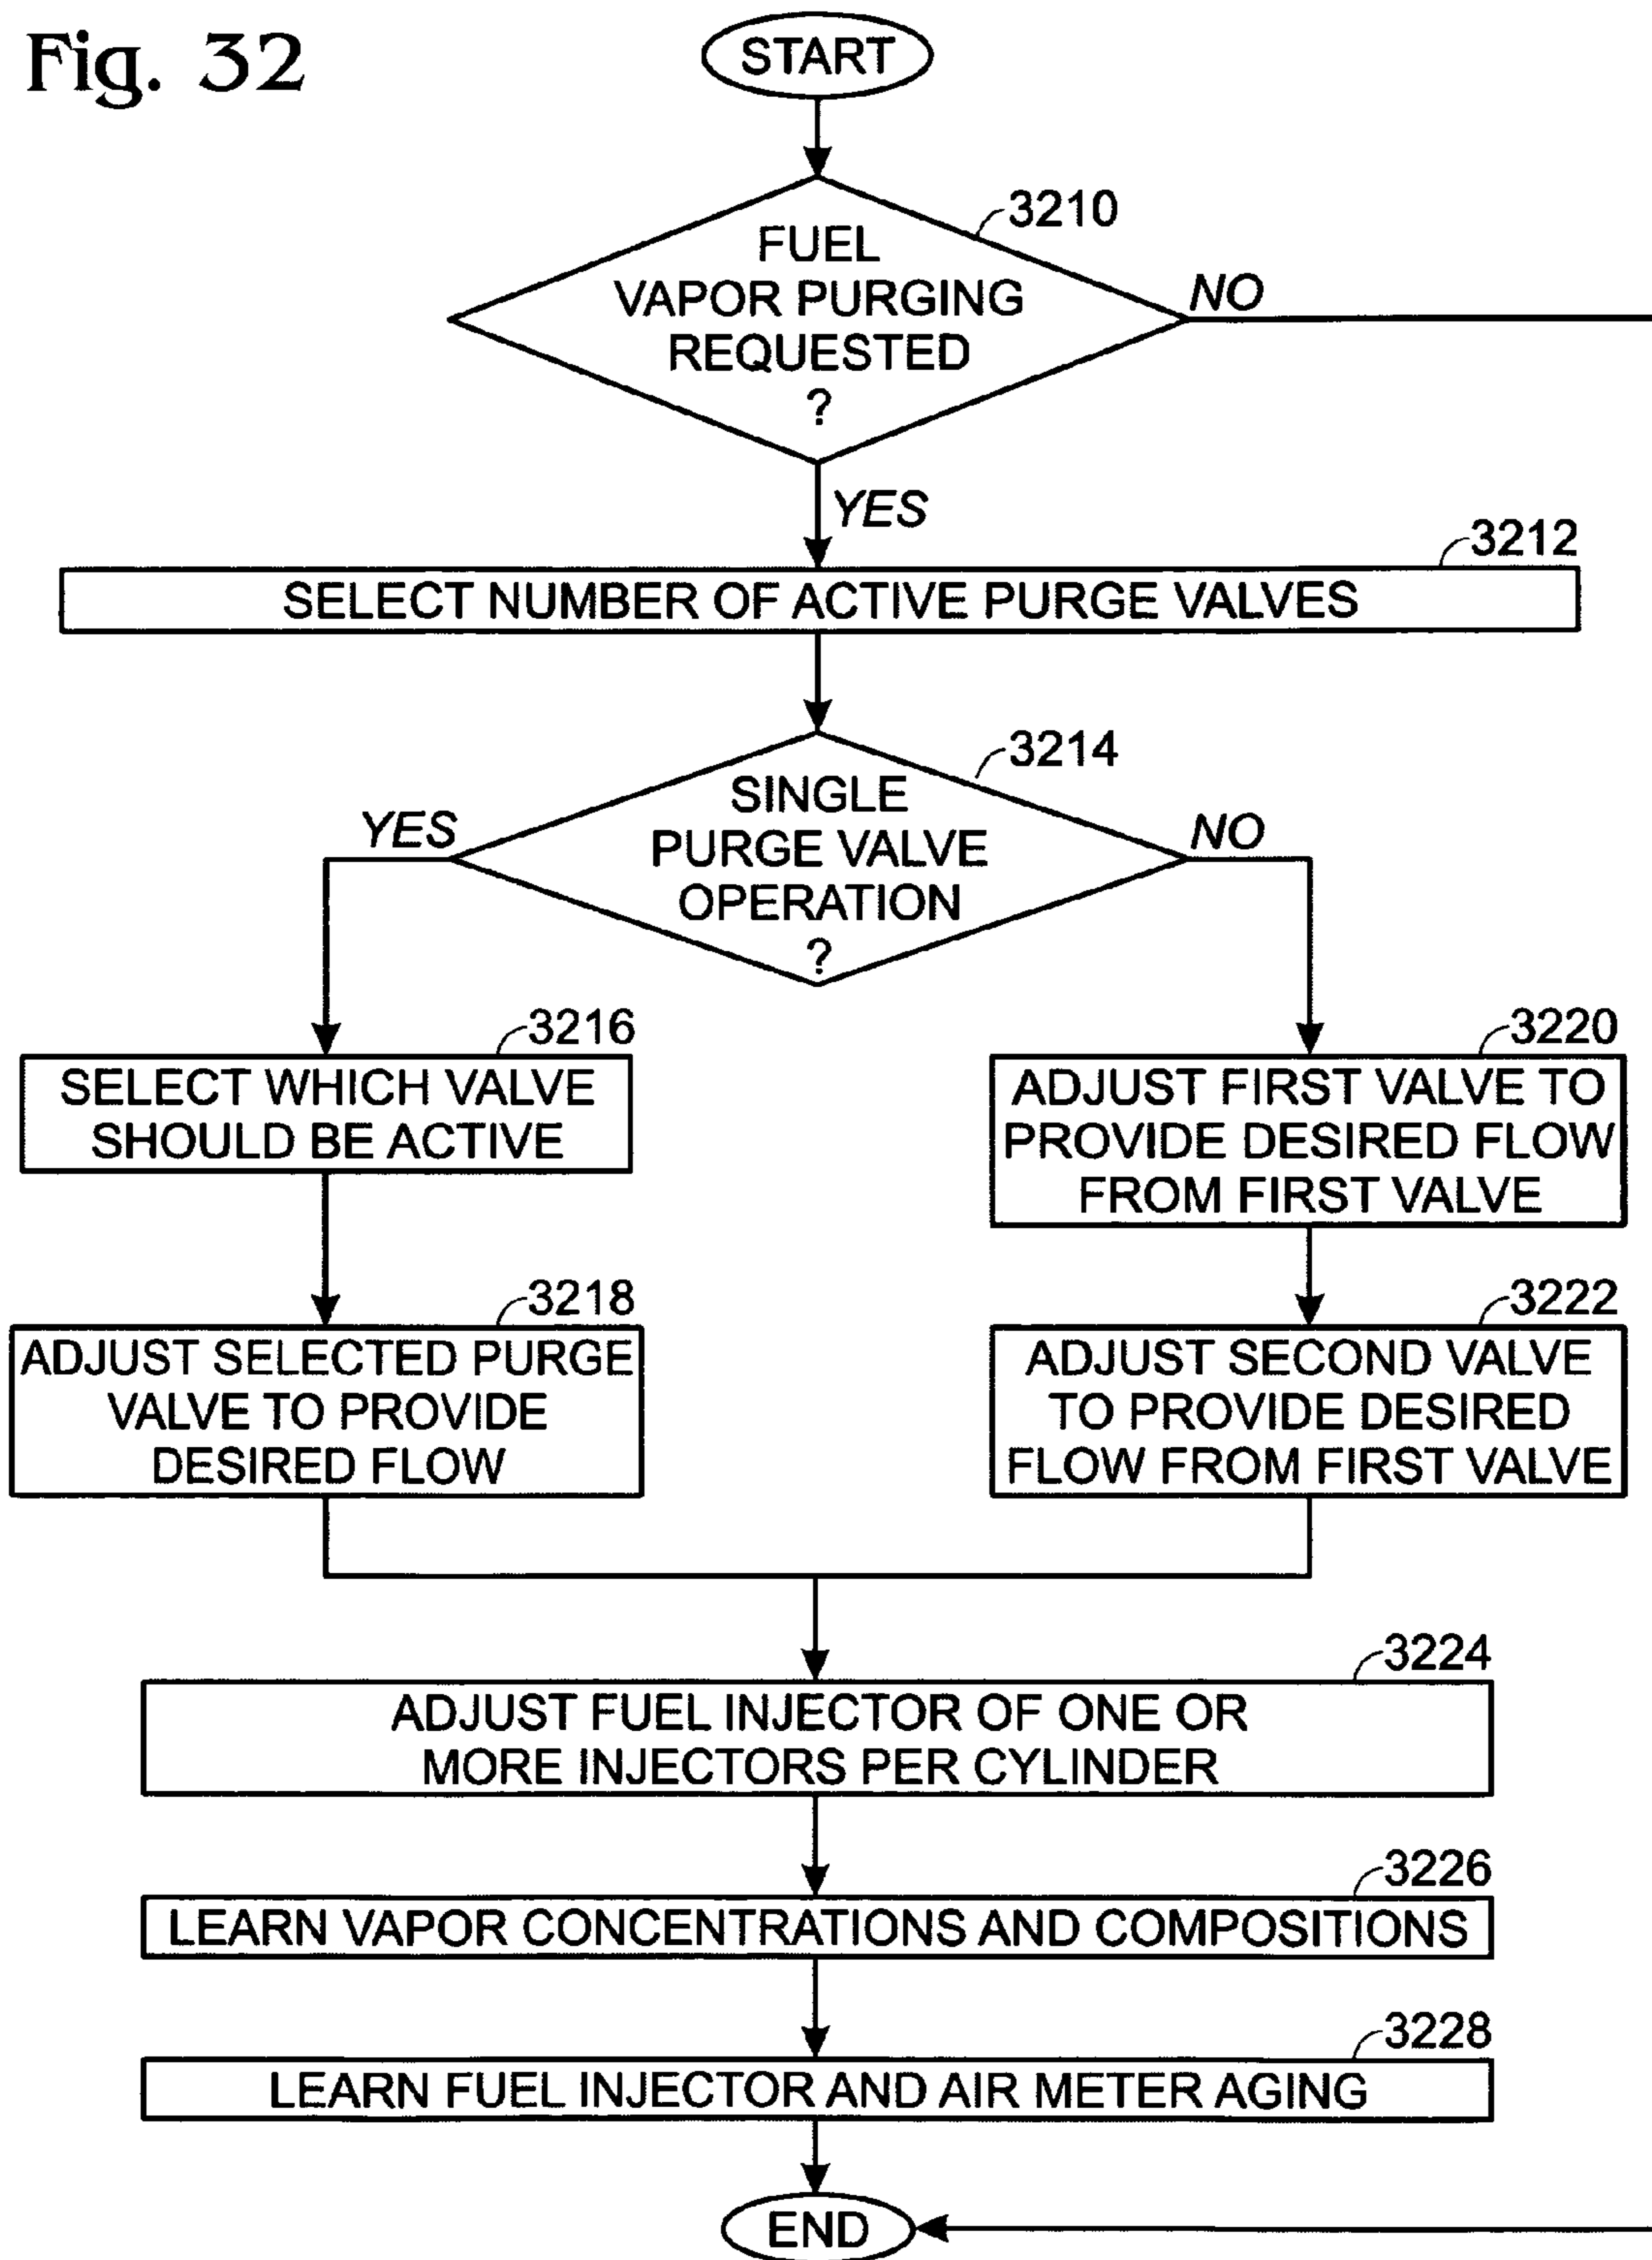 Fig. 32
START
3210
FUEL
VAPOR PURGING
REQUESTED
?
NO
YES
3212
SELECT NUMBER OF ACTIVE PURGE VALVES
3214
SINGLE
PURGE VALVE
OPERATION
?
YES
NO
3216
SELECT WHICH VALVE
SHOULD BE ACTIVE
3218
ADJUST SELECTED PURGE
VALVE TO PROVIDE
DESIRED FLOW
3220
ADJUST FIRST VALVE TO
PROVIDE DESIRED FLOW
FROM FIRST VALVE
3222
ADJUST SECOND VALVE
TO PROVIDE DESIRED
FLOW FROM FIRST VALVE
3224
ADJUST FUEL INJECTOR OF ONE OR
MORE INJECTORS PER CYLINDER
3226
LEARN VAPOR CONCENTRATIONS AND COMPOSITIONS
3228
LEARN FUEL INJECTOR AND AIR METER AGING
END